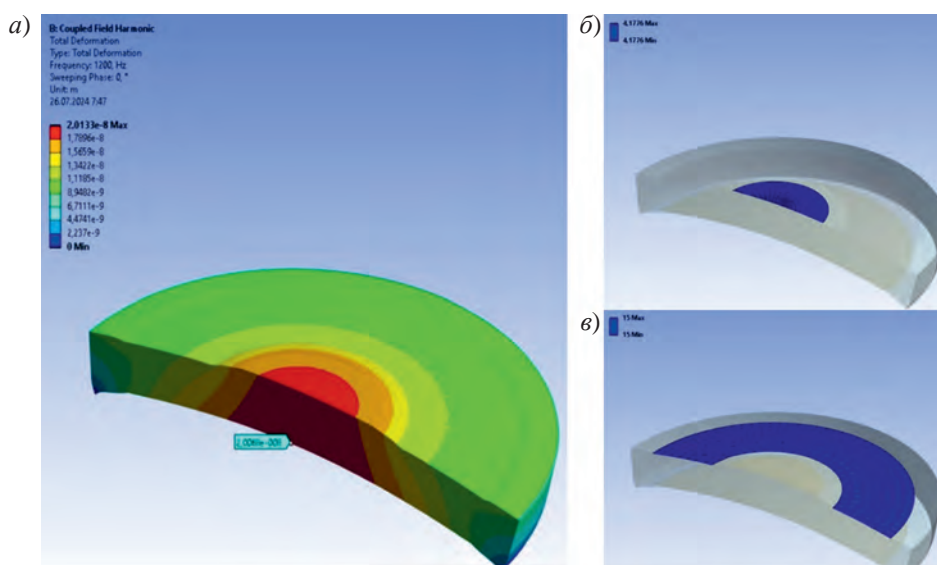 а)
B: Coupled Field Harmonic
Total Deformation
Type: Total Deformation
Frequency: 1200, Hz
Sweeping Phase: 0, °
Unit: m
26.07.2024 7:47
2,0133e-8 Max
1,7896e-8
1,5659e-8
1,3422e-8
1,1185e-8
8,9482e-9
6,7111e-9
4,4741e-9
2,237e-9
0 Min
б)
4,1776 Max
4,1776 Min
в)
15 Max
15 Min